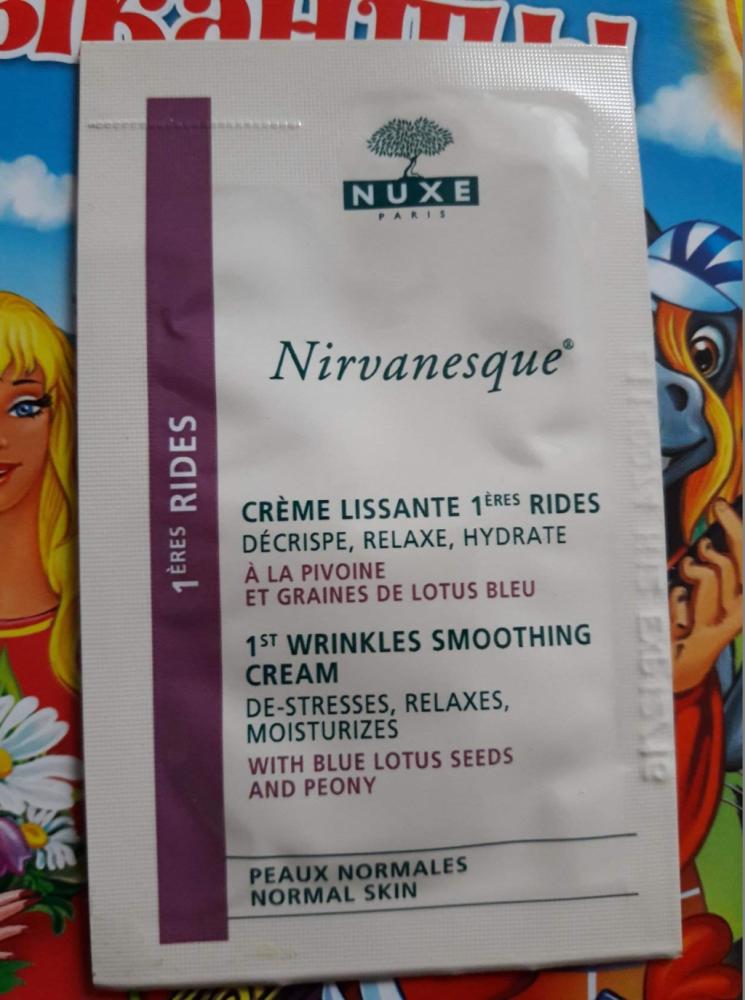 ыканты
NUXE
PARIS
Nirvanesque®
1ÈRES RIDES
CRÈME LISSANTE 1ÈRES RIDES
DÉCRISPE, RELAXE, HYDRATE
À LA PIVOINE
ET GRAINES DE LOTUS BLEU
1ST WRINKLES SMOOTHING
CREAM
DE-STRESSES, RELAXES,
MOISTURIZES
WITH BLUE LOTUS SEEDS
AND PEONY
PEAUX NORMALES
NORMAL SKIN